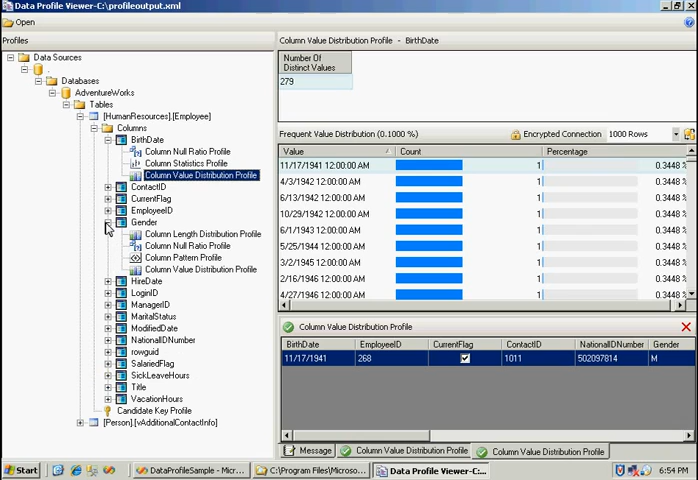 Data Profile Viewer-C:\profileoutput.xml
Open
Profiles
Data Sources
.
Databases
AdventureWorks
Tables
[HumanResources].[Employee]
Columns
BirthDate
Column Null Ratio Profile
Column Statistics Profile
Column Value Distribution Profile
ContactID
CurrentFlag
EmployeeID
Gender
Column Length Distribution Profile
Column Null Ratio Profile
Column Pattern Profile
Column Value Distribution Profile
HireDate
LoginID
ManagerID
MaritalStatus
ModifiedDate
NationalIDNumber
rowguid
SalariedFlag
SickLeaveHours
Title
VacationHours
Candidate Key Profile
[Person].[vAdditionalContactInfo]
Column Value Distribution Profile - BirthDate
Number Of
Distinct Values
279
Frequent Value Distribution (0.1000 %) Encrypted Connection 1000 Rows
Value Count Percentage
11/17/1941 12:00:00 AM 1 0.3448 %
4/3/1942 12:00:00 AM 1 0.3448 %
6/13/1942 12:00:00 AM 1 0.3448 %
10/29/1942 12:00:00 AM 1 0.3448 %
6/1/1943 12:00:00 AM 1 0.3448 %
5/25/1944 12:00:00 AM 1 0.3448 %
3/2/1945 12:00:00 AM 1 0.3448 %
2/16/1946 12:00:00 AM 1 0.3448 %
4/27/1946 12:00:00 AM 1 0.3448 %
Column Value Distribution Profile
BirthDate EmployeeID CurrentFlag ContactID NationalIDNumber Gender
11/17/1941 268 1011 502097814 M
Message Column Value Distribution Profile Column Value Distribution Profile
Start DataProfileSample - Micr... C:\Program Files\Microso... Data Profile Viewer-C:... 6:54 PM